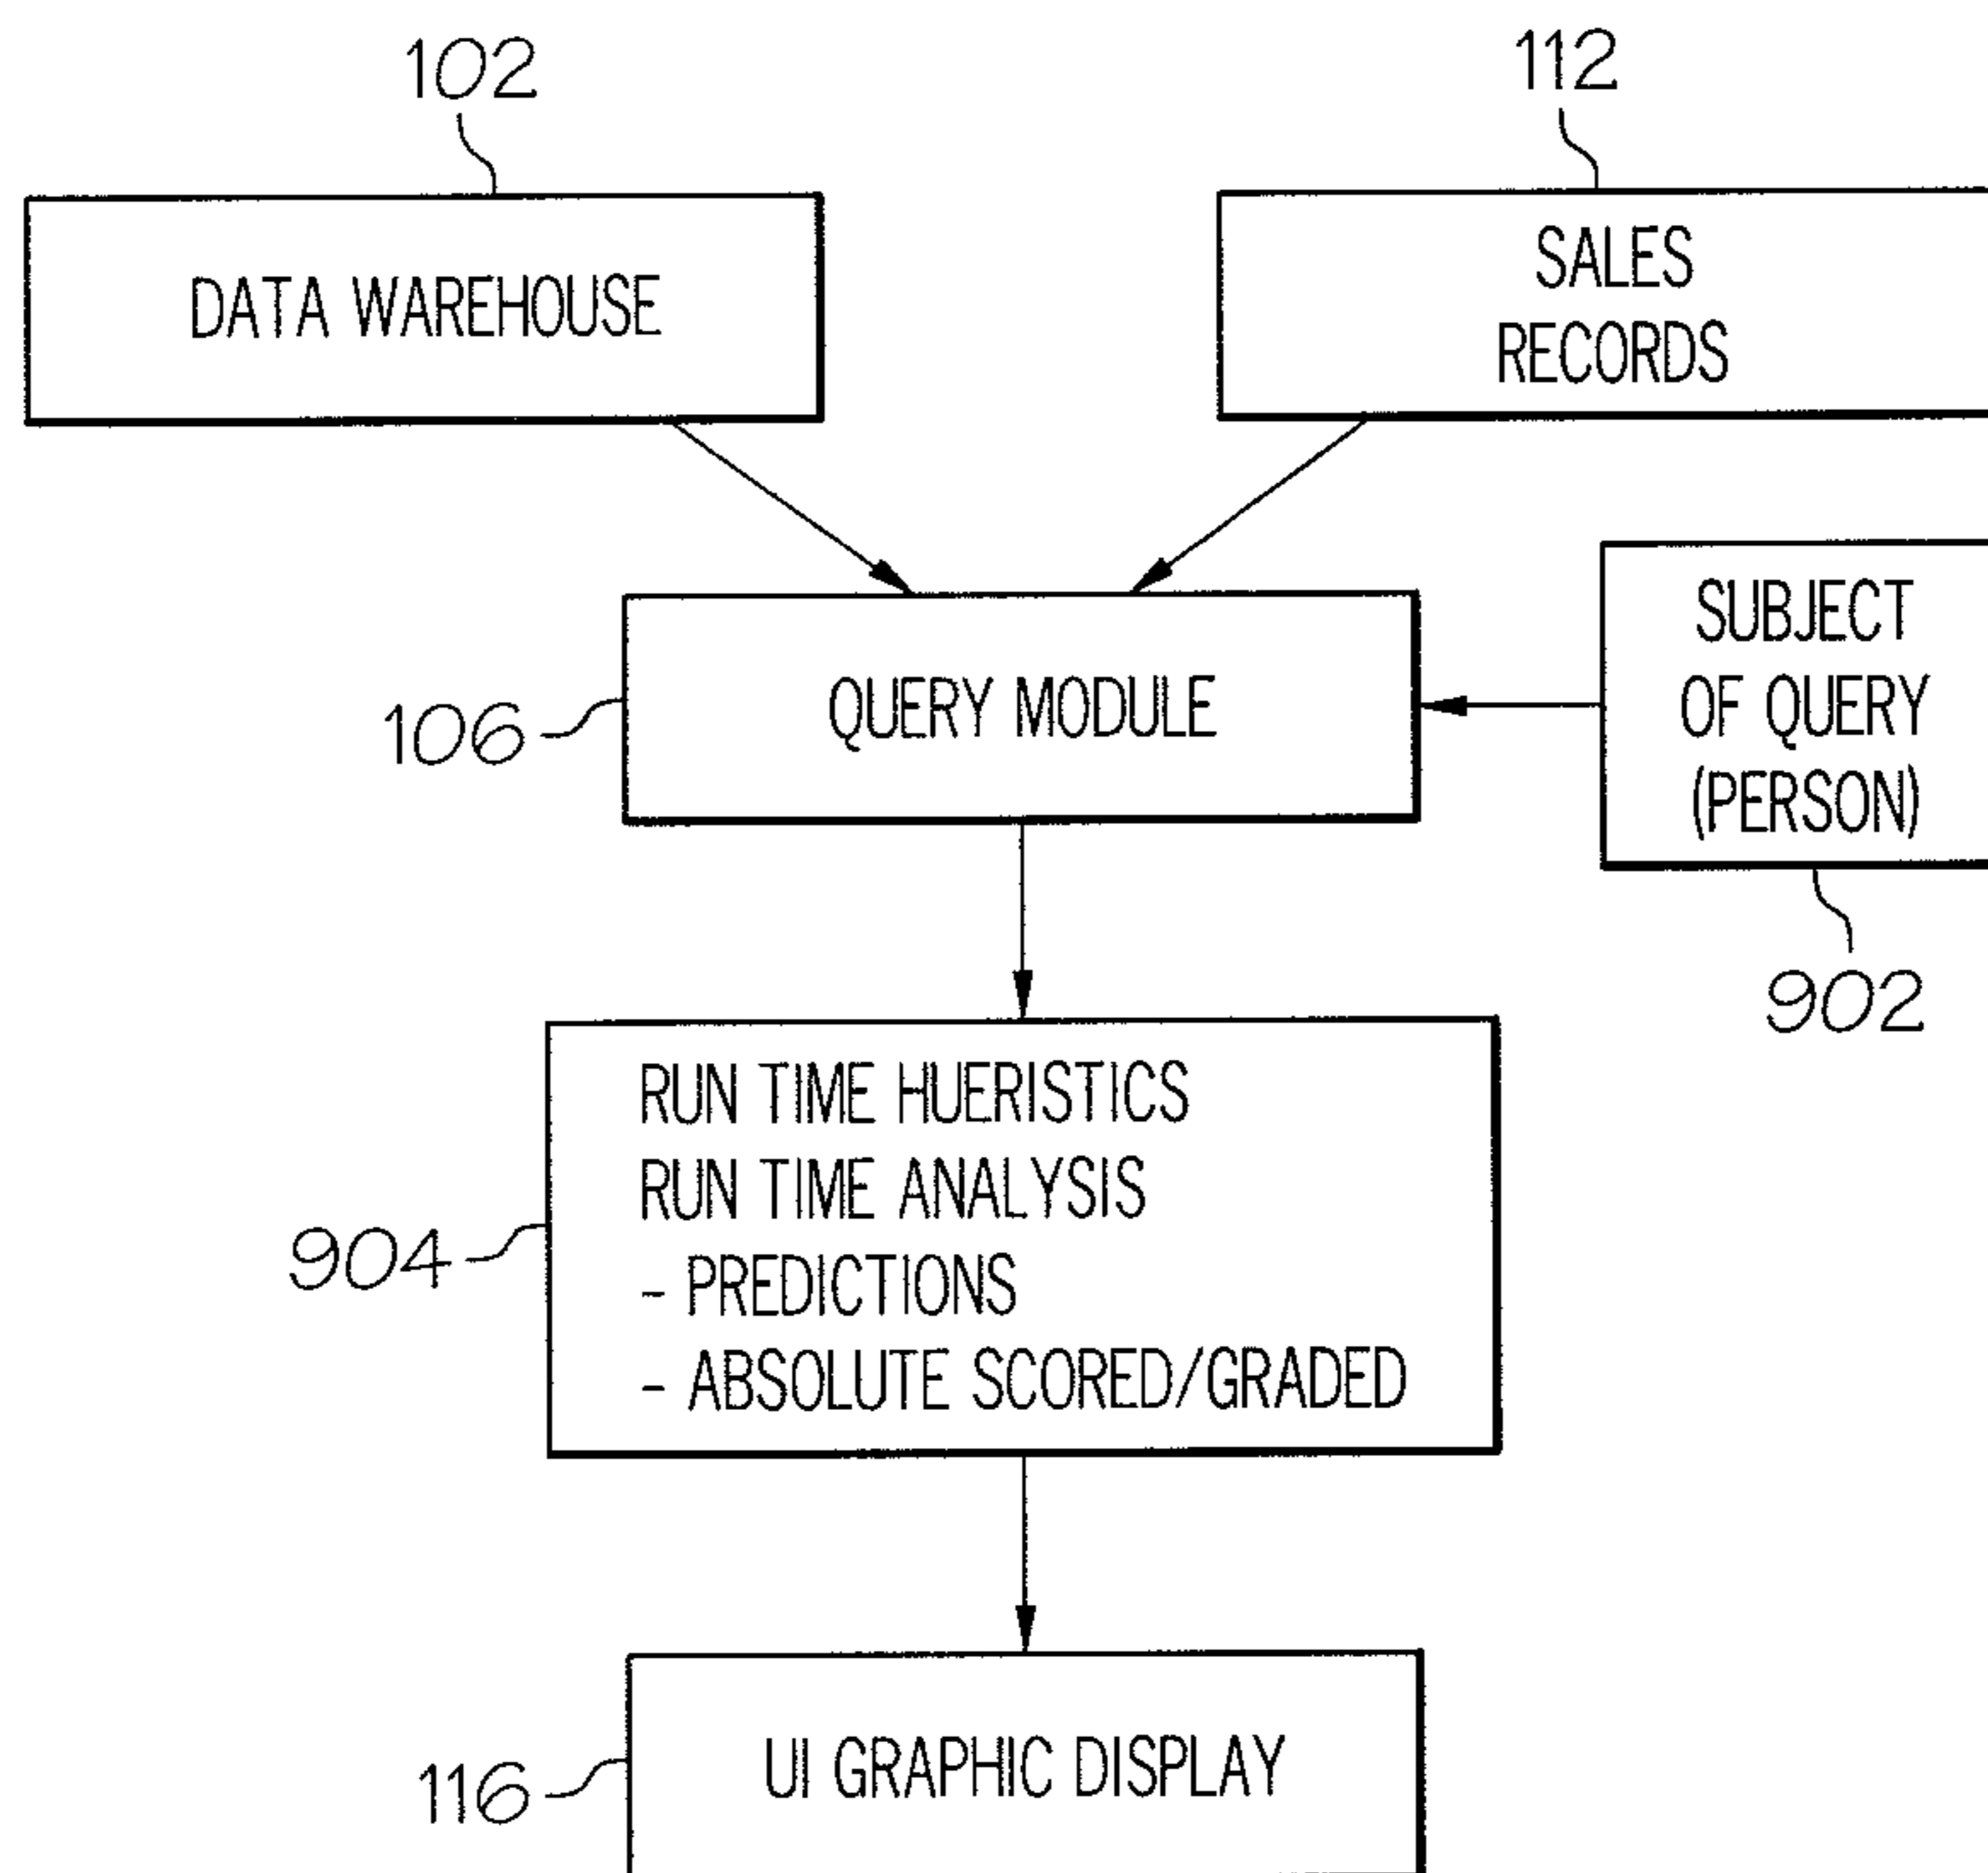 102
112
DATA WAREHOUSE
SALES
RECORDS
SUBJECT
OF QUERY
(PERSON)
QUERY MODULE
106
902
RUN TIME HUERISTICS
RUN TIME ANALYSIS
- PREDICTIONS
- ABSOLUTE SCORED/GRADED
904
UI GRAPHIC DISPLAY
116